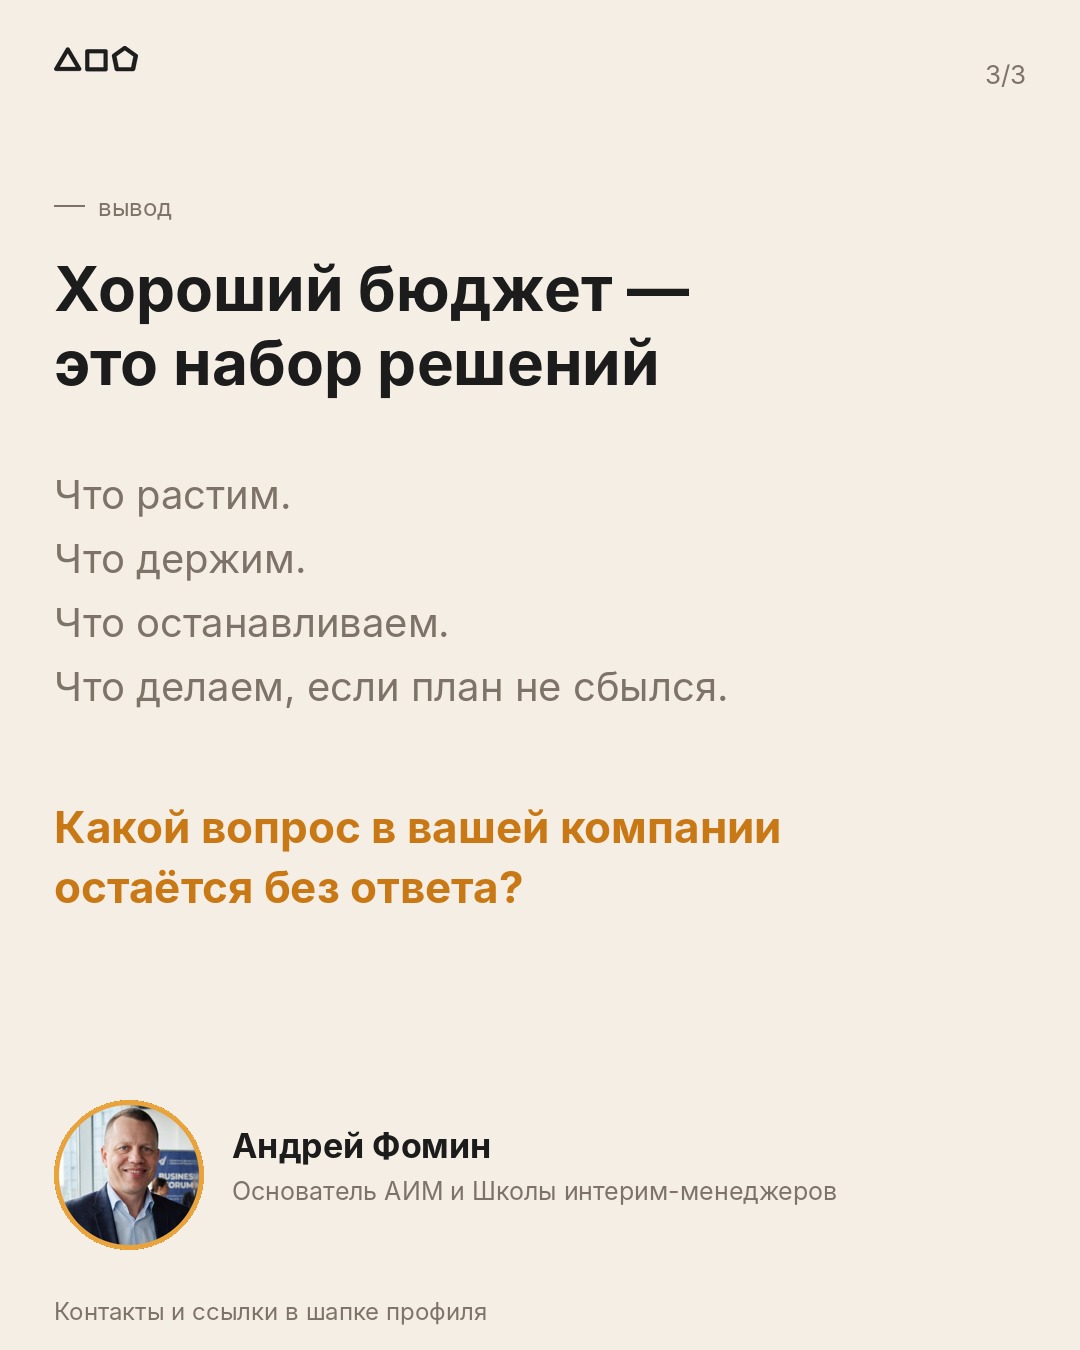 3/3
— вывод
Хороший бюджет —
это набор решений
Что растим.
Что держим.
Что останавливаем.
Что делаем, если план не сбылся.
Какой вопрос в вашей компании
остаётся без ответа?
Андрей Фомин
Основатель АИМ и Школы интерим-менеджеров
Контакты и ссылки в шапке профиля